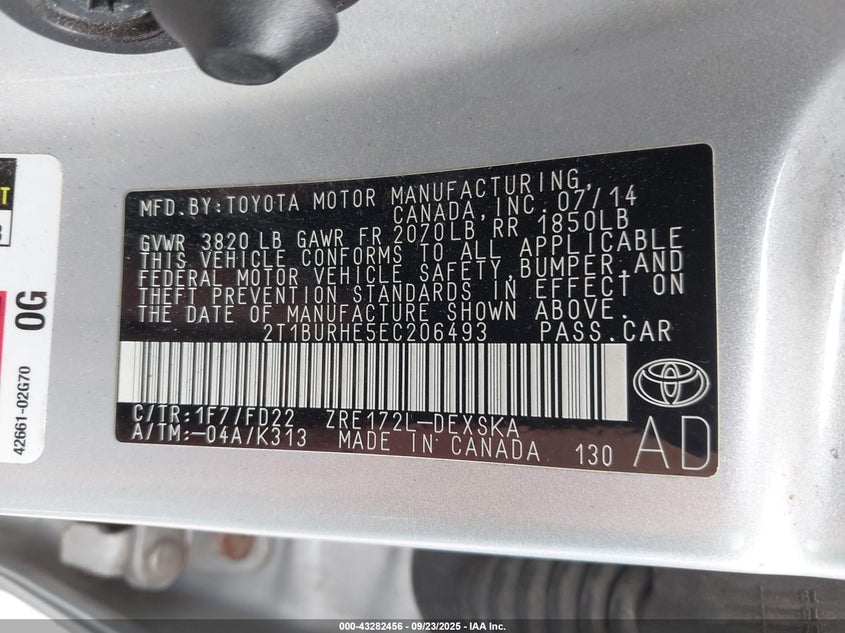 MFD.BY:TOYOTA MOTOR MANUFACTURING,
CANADA,INC. 07/14
GVWR 3820 LB GAWR FR 2070LB RR 1850LB
THIS VEHICLE CONFORMS TO ALL APPLICABLE
FEDERAL MOTOR VEHICLE SAFETY,BUMPER,AND
THEFT PREVENTION STANDARDS IN EFFECT ON
THE DATE OF MANUFACTURE SHOWN ABOVE.
2T1BURHE5EC206493 PASS.CAR
C/TR:1F7/FD22 ZRE172L-DEXSKA
A/TM:-04A/K313 MADE IN CANADA 130
AD
0G
42661-02G70
000-43282456 - 09/23/2025 - IAA Inc.